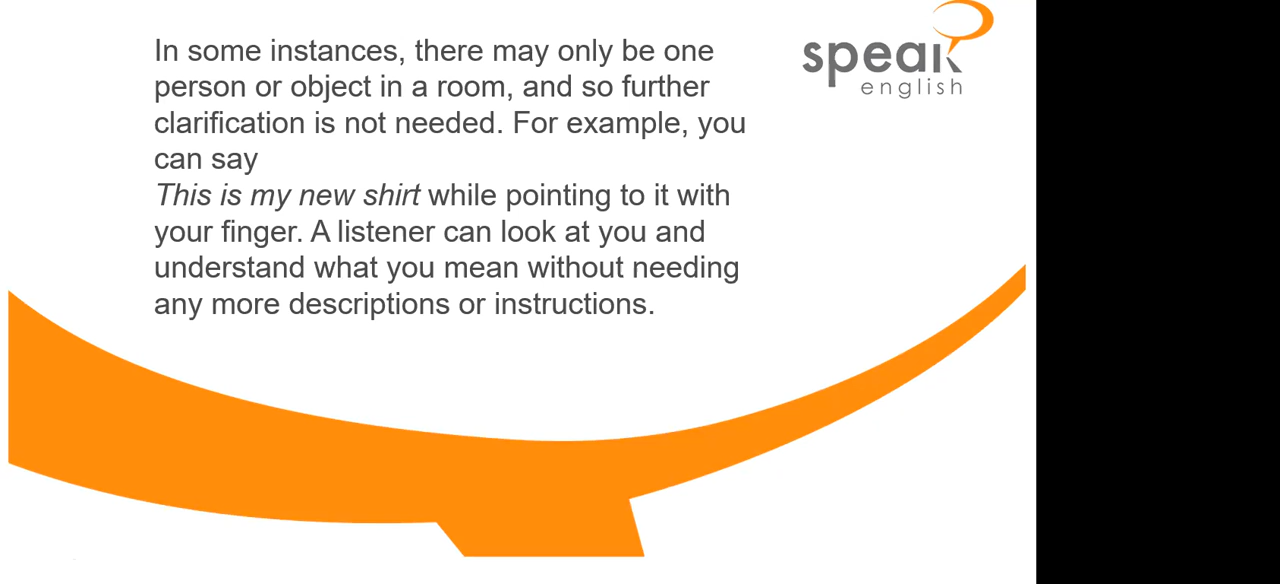 In some instances, there may only be one
person or object in a room, and so further
clarification is not needed. For example, you
can say
This is my new shirt while pointing to it with
your finger. A listener can look at you and
understand what you mean without needing
any more descriptions or instructions.
speak
english